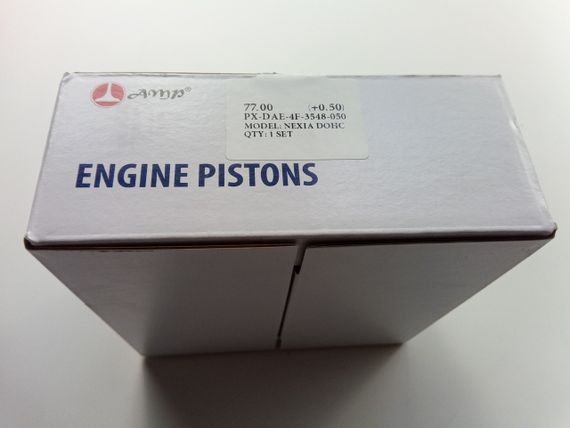 AMP®
77.00 (+0.50)
PX-DAE-4F-3548-050
MODEL: NEXIA DOHC
QTY: 1 SET
ENGINE PISTONS